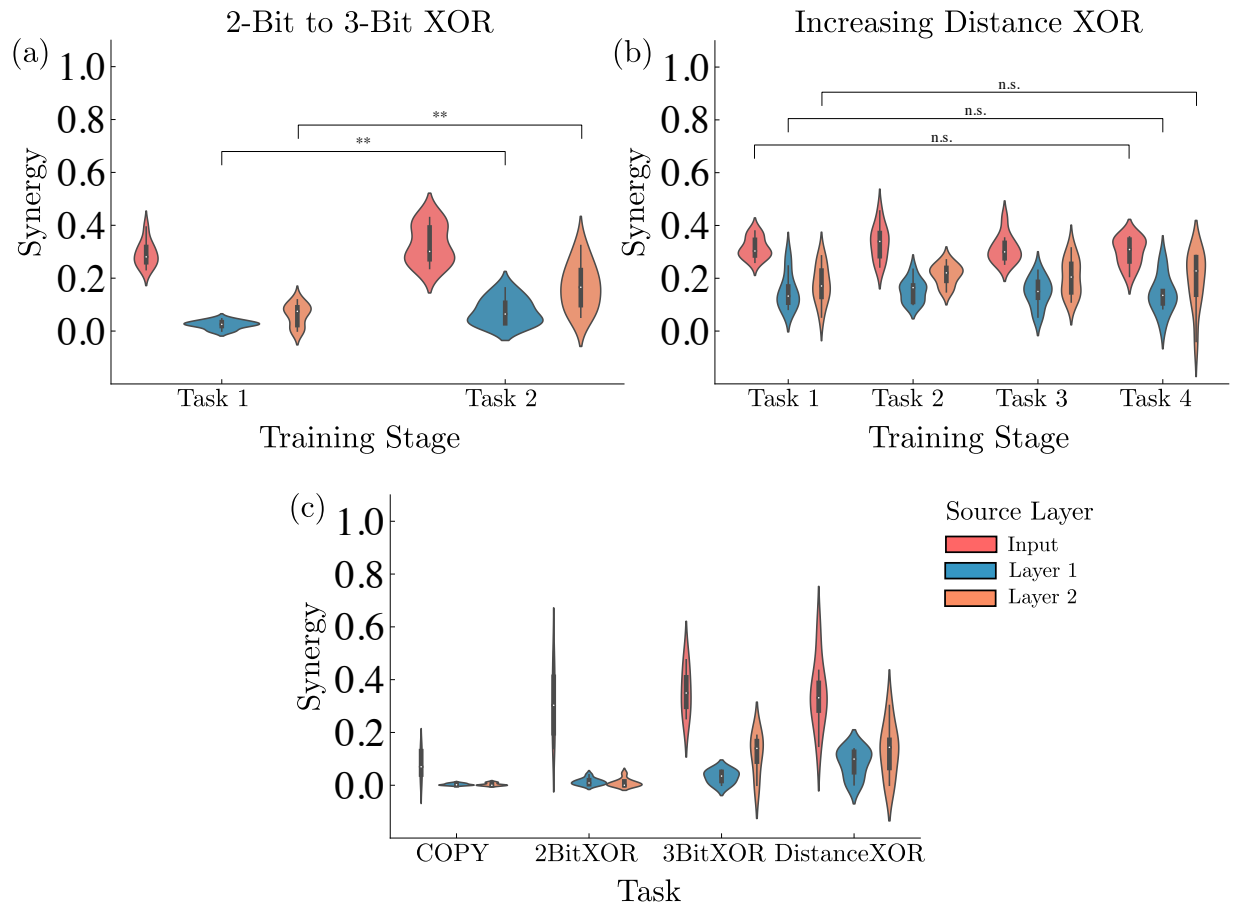 2-Bit to 3-Bit XOR
(a)
1.0
0.8
0.6
0.4
0.2
0.0
Synergy
**
**
Task 1
Task 2
Training Stage
Increasing Distance XOR
(b)
1.0
0.8
0.6
0.4
0.2
0.0
Synergy
n.s.
n.s.
n.s.
Task 1
Task 2
Task 3
Task 4
Training Stage
(c)
1.0
0.8
0.6
0.4
0.2
0.0
Synergy
COPY
2BitXOR
3BitXOR
DistanceXOR
Task
Source Layer
Input
Layer 1
Layer 2